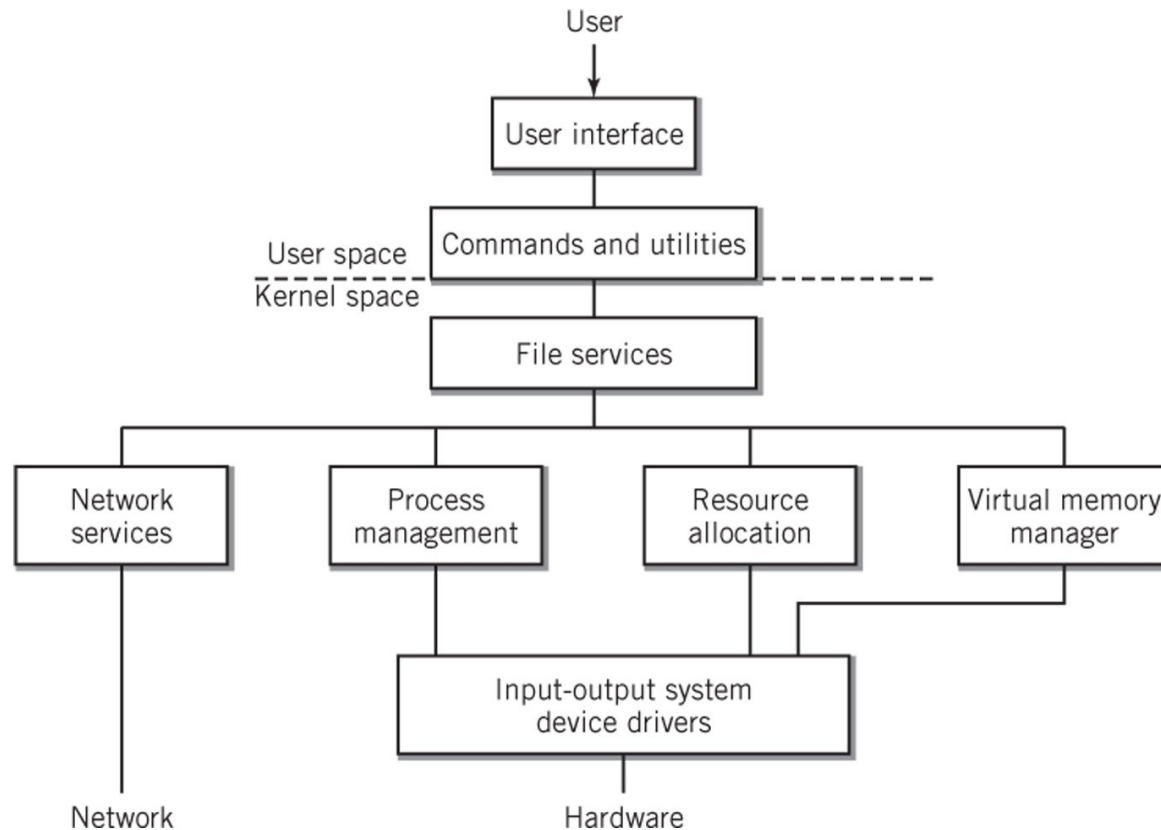 User
User interface
Commands and utilities
User space
Kernel space
File services
Network
services
Process
management
Resource
allocation
Virtual memory
manager
Input-output system
device drivers
Network
Hardware